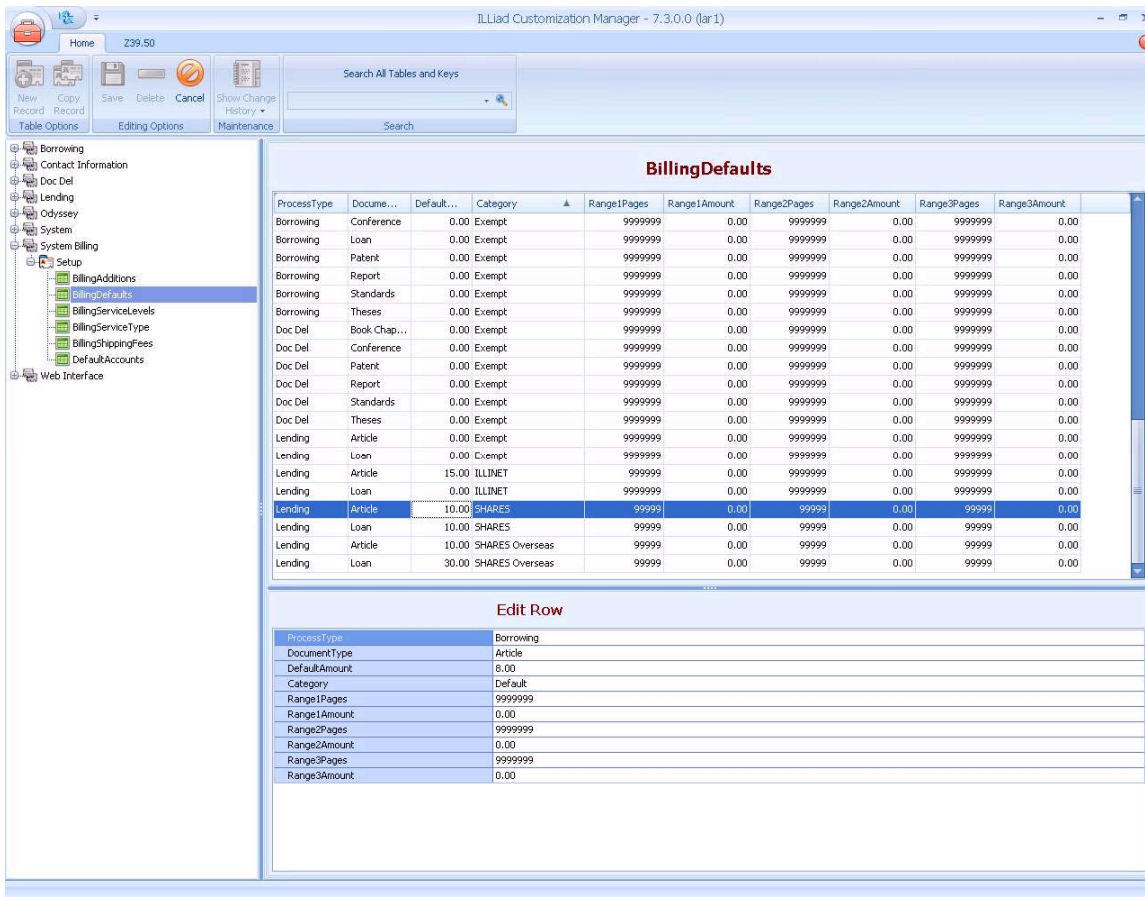 ILLiad Customization Manager - 7.3.0.0 (lar1)
Home Z39.50
New Record Copy Record Save Delete Cancel Show Change History Search All Tables and Keys
Table Options Editing Options Maintenance Search
Borrowing
Contact Information
Doc Del
Lending
Odyssey
System
System Billing
Setup
BillingAdditions
BillingDefaults
BillingServiceLevels
BillingServiceType
BillingShippingFees
DefaultAccounts
Web Interface
BillingDefaults
ProcessType Docume... Default... Category Range1Pages Range1Amount Range2Pages Range2Amount Range3Pages Range3Amount
Borrowing Conference 0.00 Exempt 9999999 0.00 9999999 0.00 9999999 0.00
Borrowing Loan 0.00 Exempt 9999999 0.00 9999999 0.00 9999999 0.00
Borrowing Patent 0.00 Exempt 9999999 0.00 9999999 0.00 9999999 0.00
Borrowing Report 0.00 Exempt 9999999 0.00 9999999 0.00 9999999 0.00
Borrowing Standards 0.00 Exempt 9999999 0.00 9999999 0.00 9999999 0.00
Borrowing Theses 0.00 Exempt 9999999 0.00 9999999 0.00 9999999 0.00
Doc Del Book Chap... 0.00 Exempt 9999999 0.00 9999999 0.00 9999999 0.00
Doc Del Conference 0.00 Exempt 9999999 0.00 9999999 0.00 9999999 0.00
Doc Del Patent 0.00 Exempt 9999999 0.00 9999999 0.00 9999999 0.00
Doc Del Report 0.00 Exempt 9999999 0.00 9999999 0.00 9999999 0.00
Doc Del Standards 0.00 Exempt 9999999 0.00 9999999 0.00 9999999 0.00
Doc Del Theses 0.00 Exempt 9999999 0.00 9999999 0.00 9999999 0.00
Lending Article 0.00 Exempt 9999999 0.00 9999999 0.00 9999999 0.00
Lending Loan 0.00 Exempt 9999999 0.00 9999999 0.00 9999999 0.00
Lending Article 15.00 ILLINET 999999 0.00 999999 0.00 999999 0.00
Lending Loan 0.00 ILLINET 9999999 0.00 9999999 0.00 9999999 0.00
Lending Article 10.00 SHARES 99999 0.00 99999 0.00 99999 0.00
Lending Loan 10.00 SHARES 99999 0.00 99999 0.00 99999 0.00
Lending Article 10.00 SHARES Overseas 99999 0.00 99999 0.00 99999 0.00
Lending Loan 30.00 SHARES Overseas 99999 0.00 99999 0.00 99999 0.00
Edit Row
ProcessType Borrowing
DocumentType Article
DefaultAmount 8.00
Category Default
Range1Pages 9999999
Range1Amount 0.00
Range2Pages 9999999
Range2Amount 0.00
Range3Pages 9999999
Range3Amount 0.00